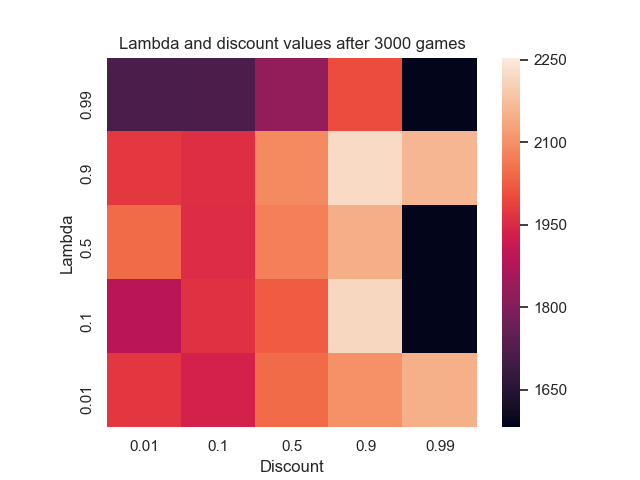 Lambda and discount values after 3000 games
Lambda
0.99
0.9
0.5
0.1
0.01
0.01 0.1 0.5 0.9 0.99
Discount
2250
2100
1950
1800
1650